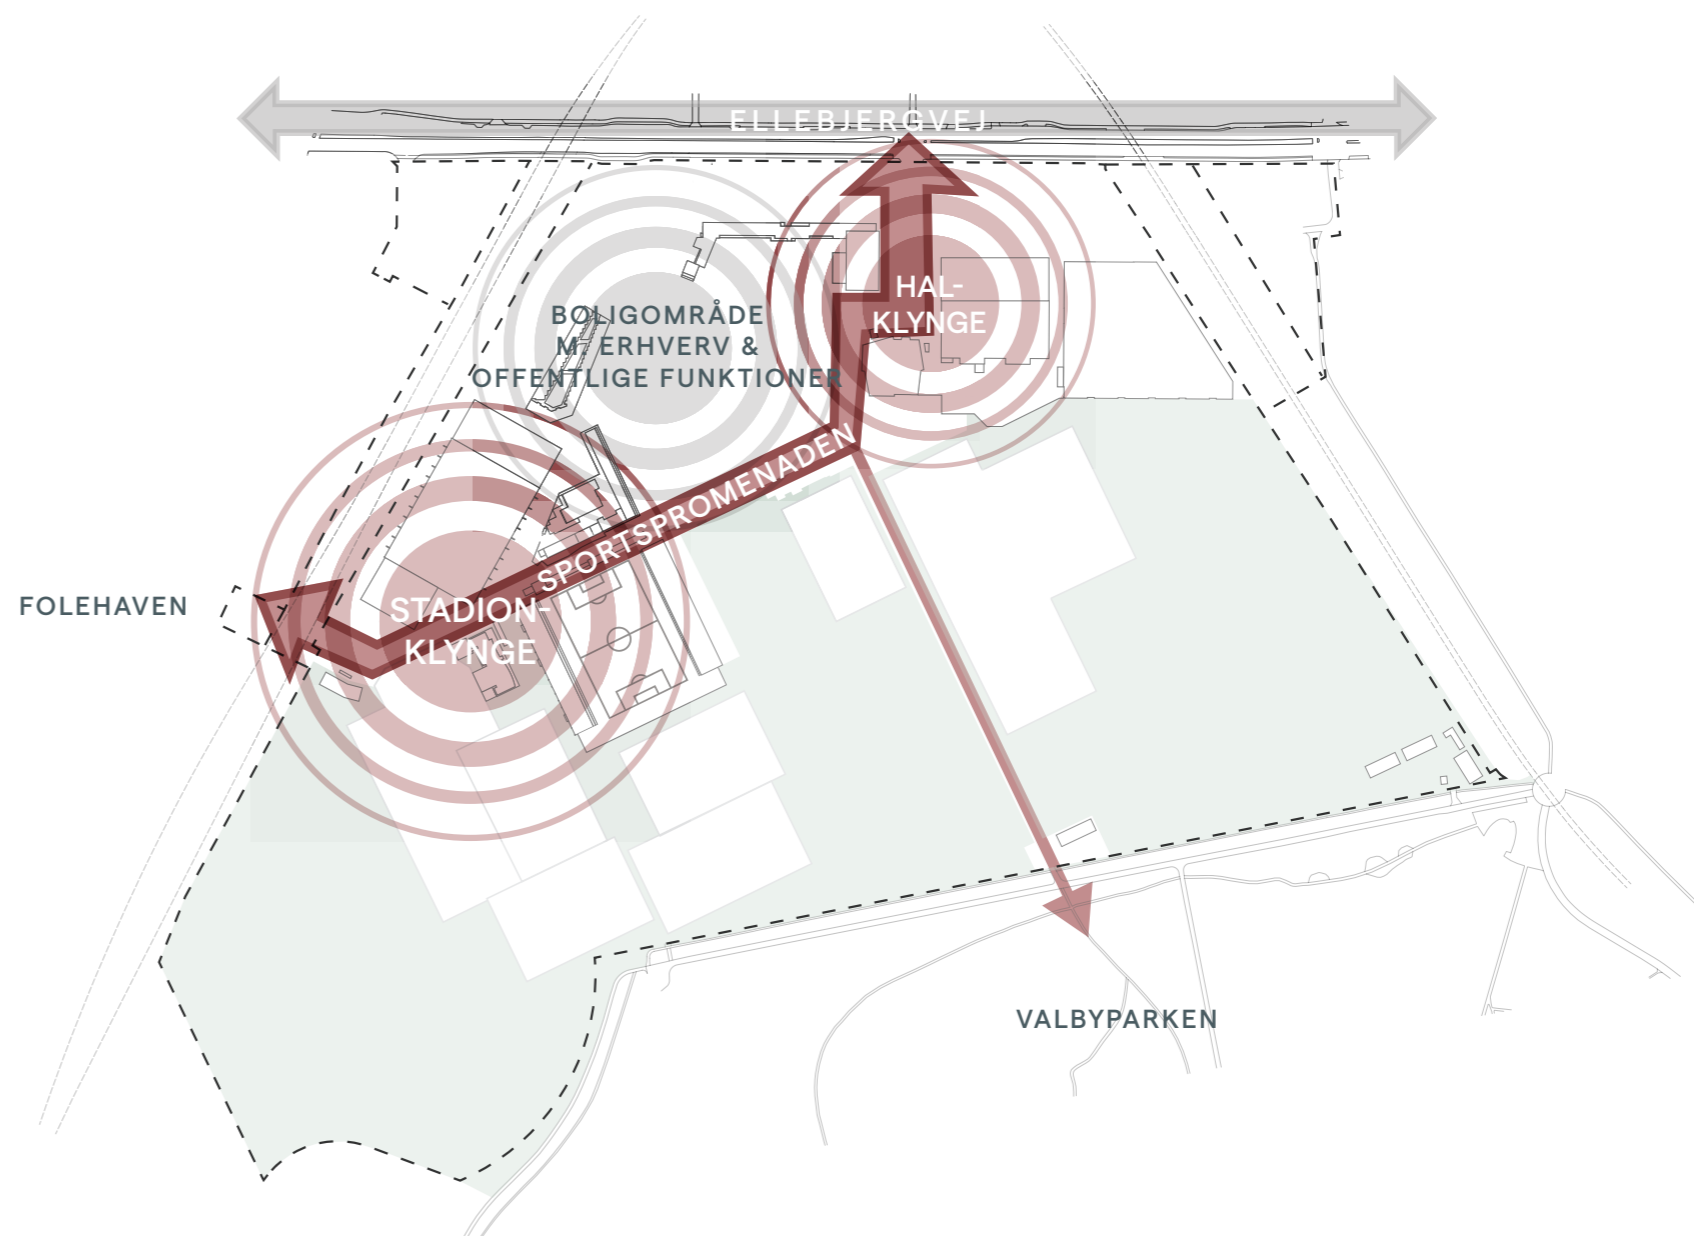 ELLEBJERGVEJ
HAL-
KLYNGE
BOLIGOMRÅDE
M ERHVERV &
OFFENTLIGE FUNKTIONER
SPORTSPROMENADEN
FOLEHAVEN
STADION-
KLYNGE
VALBYPARKEN